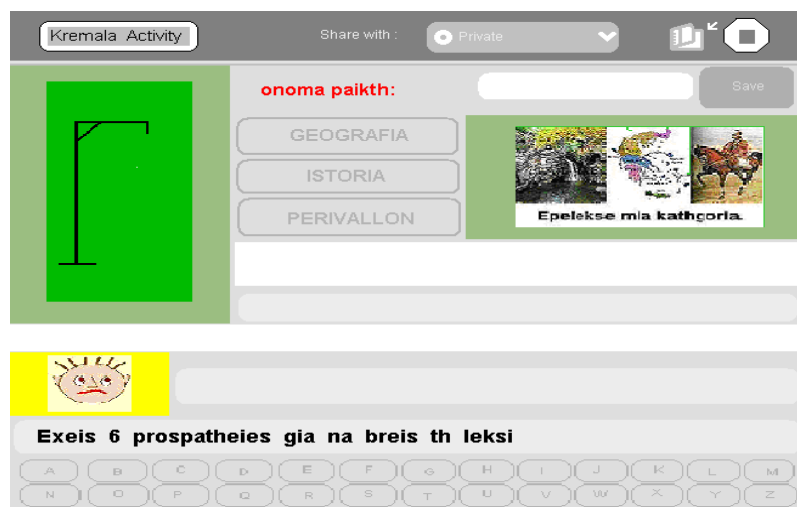 Kremala Activity
Share with :
Private
onoma paikth:
Save
GEOGRAFIA
ISTORIA
PERIVALLON
Epelekse mia kathgoria.
Exeis 6 prospatheies gia na breis th leksi
A B C D E F G H I J K L M
N O P Q R S T U V W X Y Z